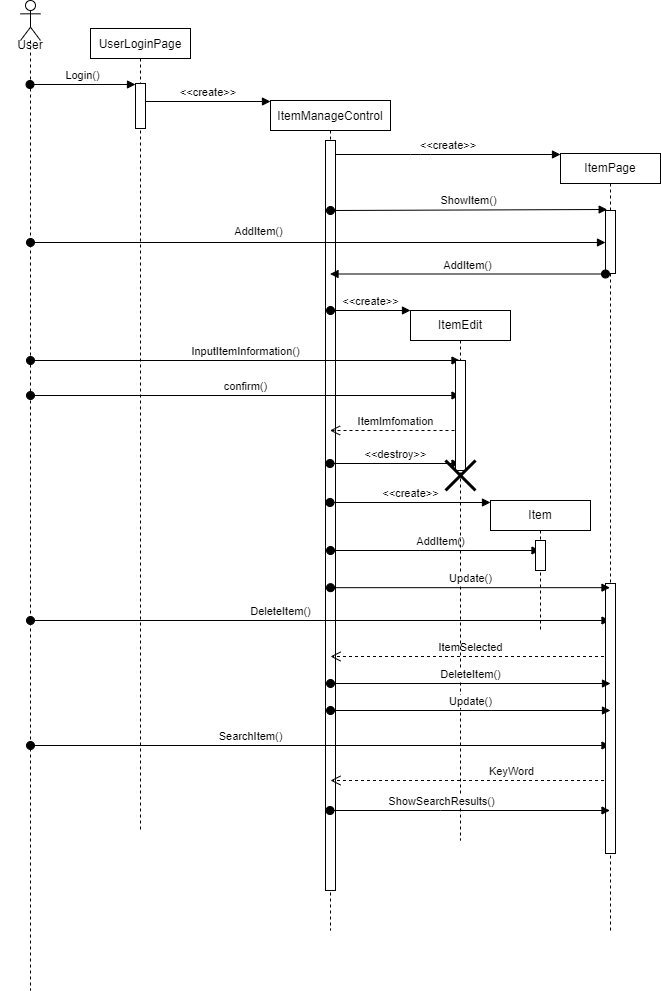 User
UserLoginPage
Login()
<<create>>
ItemManageControl
<<create>>
ItemPage
ShowItem()
AddItem()
AddItem()
<<create>>
ItemEdit
InputItemInformation()
confirm()
ItemImfomation
<<destroy>>
<<create>>
Item
AddItem()
Update()
DeleteItem()
ItemSelected
DeleteItem()
Update()
SearchItem()
KeyWord
ShowSearchResults()